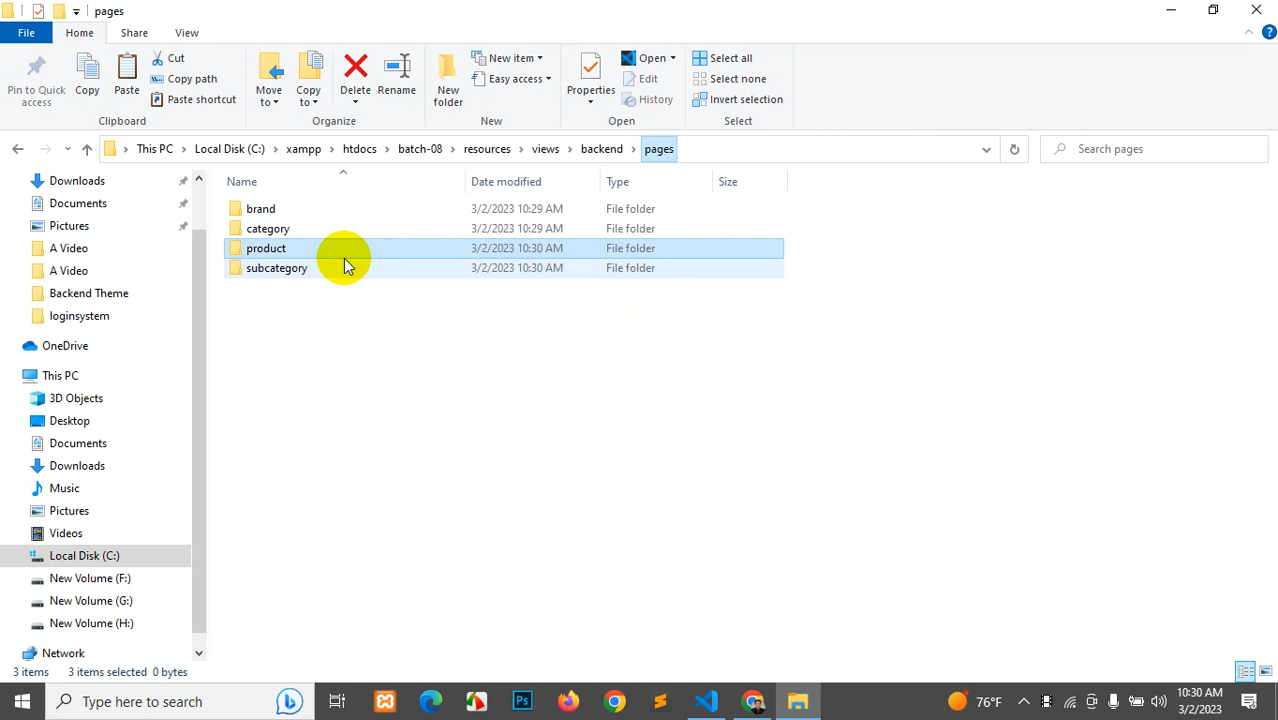 pages
File
Home
Share
View
Pin to Quick access
Copy
Paste
Cut
Copy path
Paste shortcut
Clipboard
Move to
Copy to
Delete
Rename
Organize
New folder
New item
Easy access
New
Properties
Open
Edit
History
Open
Select all
Select none
Invert selection
Select
This PC
Local Disk (C:)
xampp
htdocs
batch-08
resources
views
backend
pages
Search pages
Downloads
Documents
Pictures
A Video
A Video
Backend Theme
loginsystem
OneDrive
This PC
3D Objects
Desktop
Documents
Downloads
Music
Pictures
Videos
Local Disk (C:)
New Volume (F:)
New Volume (G:)
New Volume (H:)
Network
Name Date modified Type Size
brand 3/2/2023 10:29 AM File folder
category 3/2/2023 10:29 AM File folder
product 3/2/2023 10:30 AM File folder
subcategory 3/2/2023 10:30 AM File folder
3 items 3 items selected 0 bytes
Type here to search
Ps
76°F
10:30 AM
3/2/2023